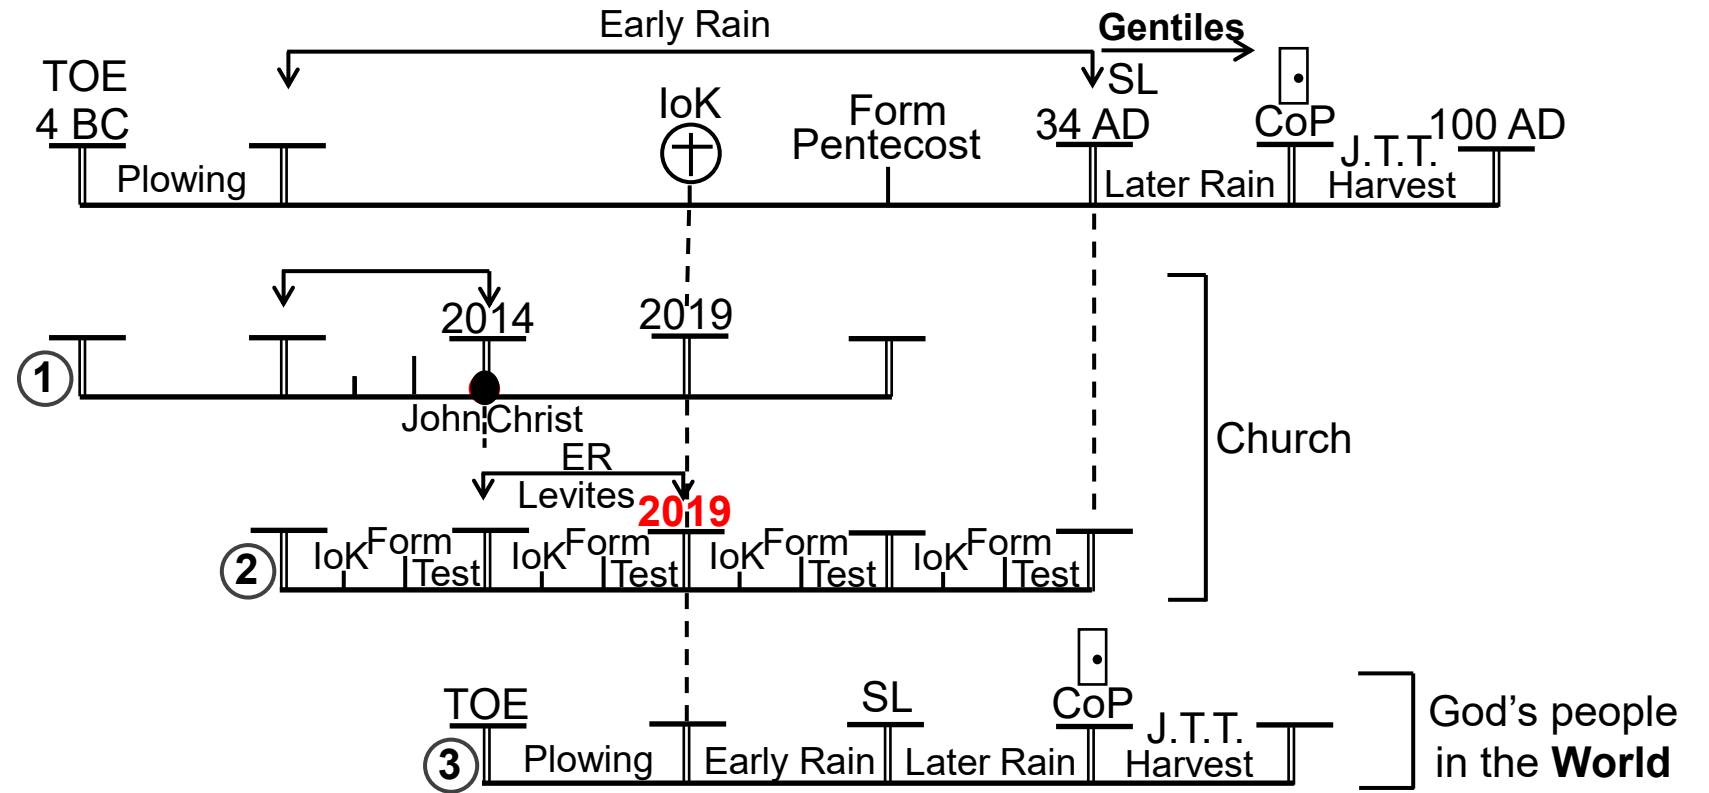 Early Rain
Gentiles
TOE
4 BC
IoK
Form
Pentecost
SL
34 AD
CoP
100 AD
Plowing
Later Rain
J.T.T.
Harvest
2014
2019
1
John Christ
Church
ER
Levites
2019
2
IoK Form Test IoK Form Test IoK Form Test IoK Form Test
TOE
SL
CoP
3
Plowing
Early Rain
Later Rain
J.T.T.
Harvest
God's people
in the World